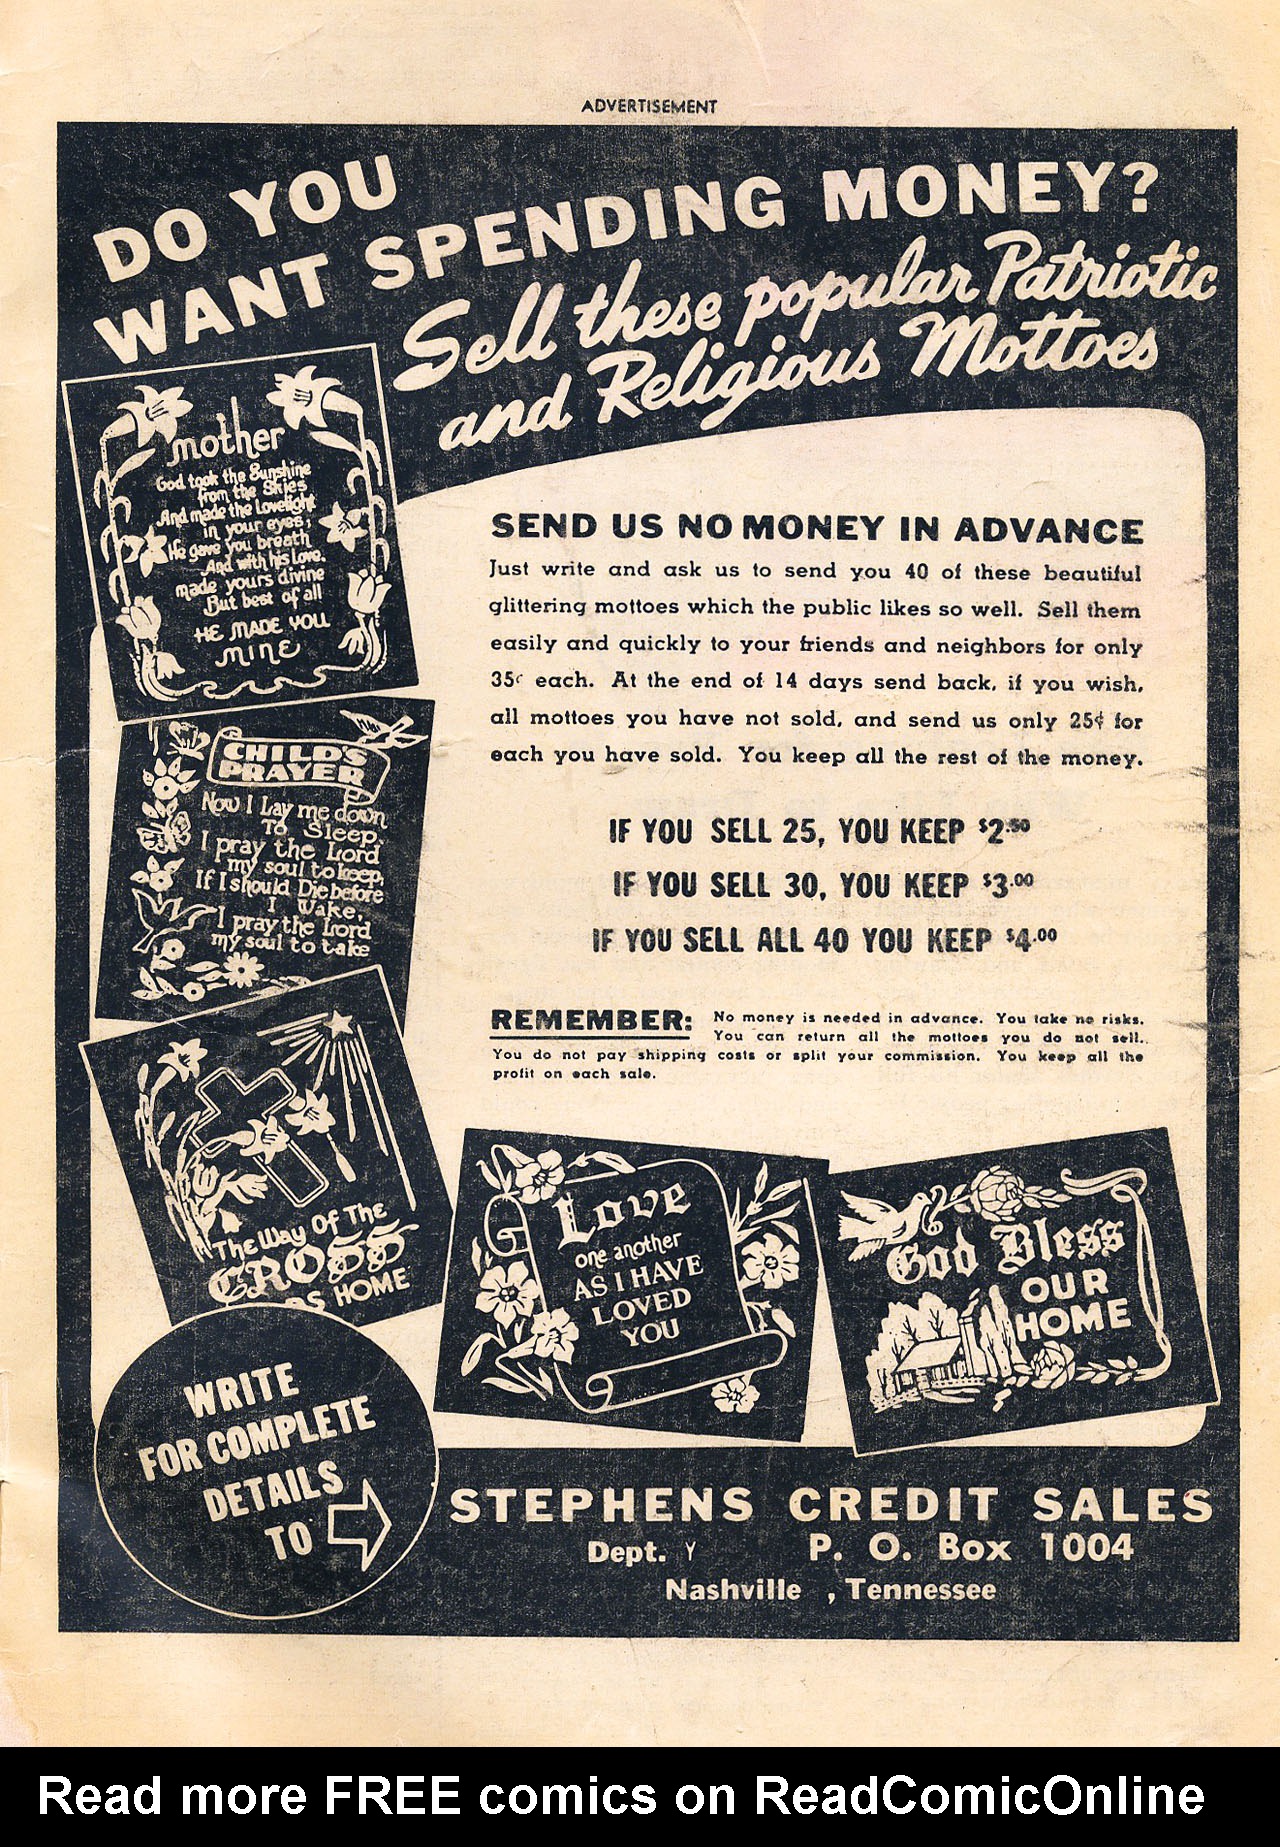 ADVERTISEMENT
DO YOU
WANT SPENDING MONEY?
Sell these popular Patriotic
and Religious Mottoes
mother
God took the Sunshine
from the Skies
And made the Lovelight
in your eyes;
He gave you breath
And with his Love,
made yours divine
But best of all
HE MADE YOU
MINE
CHILD'S
PRAYER
Now I Lay me down
To Sleep,
I pray the Lord
my soul to keep,
If I should Die before
I Wake,
I pray the Lord
my soul to take
THE WAY OF THE
CROSS
HOME
SEND US NO MONEY IN ADVANCE
Just write and ask us to send you 40 of these beautiful
glittering mottoes which the public likes so well. Sell them
easily and quickly to your friends and neighbors for only
35¢ each. At the end of 14 days send back, if you wish,
all mottoes you have not sold, and send us only 25¢ for
each you have sold. You keep all the rest of the money.
IF YOU SELL 25, YOU KEEP $2.50
IF YOU SELL 30, YOU KEEP $3.00
IF YOU SELL ALL 40 YOU KEEP $4.00
REMEMBER: No money is needed in advance. You take no risks.
You can return all the mottoes you do not sell.
You do not pay shipping costs or split your commission. You keep all the
profit on each sale.
Love
one another
AS I HAVE
LOVED
YOU
God Bless
OUR
HOME
WRITE
FOR COMPLETE
DETAILS
TO
STEPHENS CREDIT SALES
Dept. Y P. O. Box 1004
Nashville , Tennessee
Read more FREE comics on ReadComicOnline